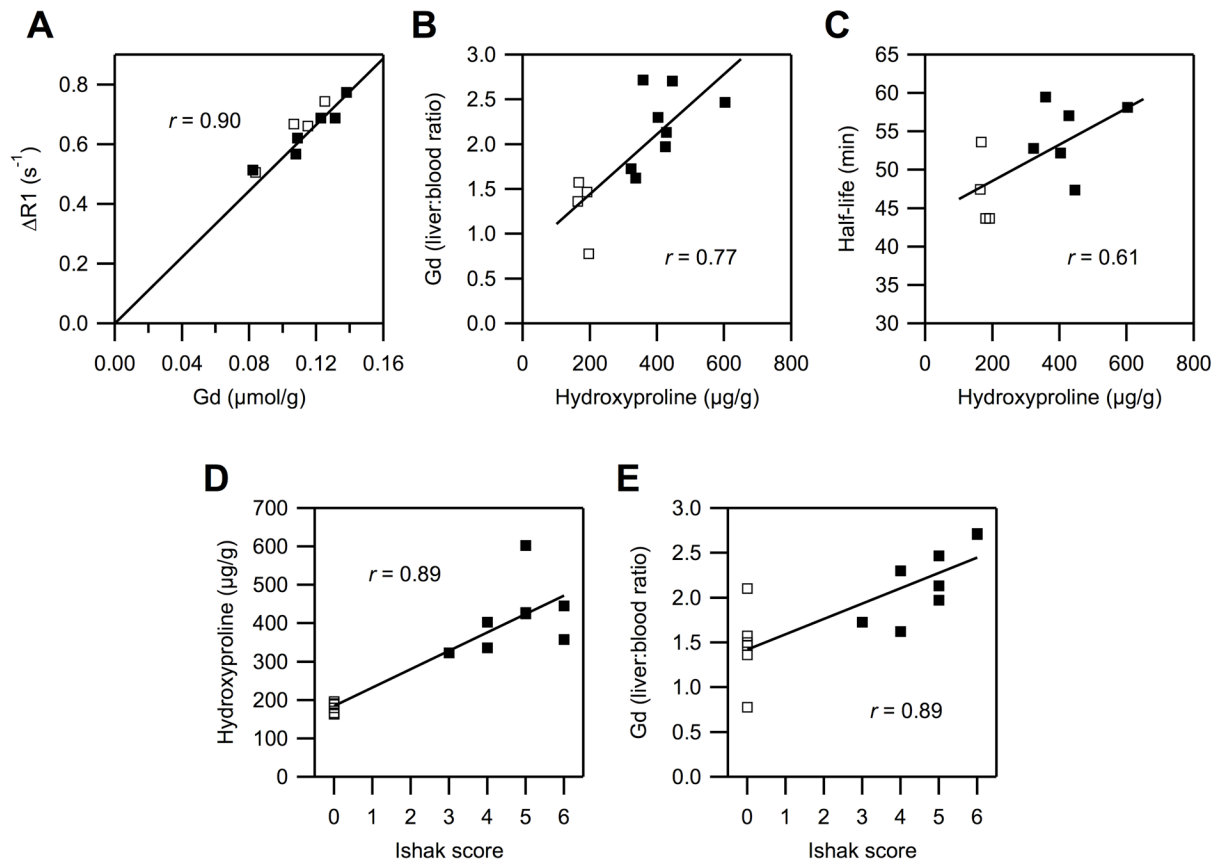 A
ΔR1 (s⁻¹)
0.8
0.6
0.4
0.2
0.0
r = 0.90
0.00 0.04 0.08 0.12 0.16
Gd (µmol/g)
B
Gd (liver:blood ratio)
3.0
2.5
2.0
1.5
1.0
0.5
0.0
r = 0.77
0 200 400 600 800
Hydroxyproline (µg/g)
C
Half-life (min)
65
60
55
50
45
40
35
30
r = 0.61
0 200 400 600 800
Hydroxyproline (µg/g)
D
Hydroxyproline (µg/g)
700
600
500
400
300
200
100
0
r = 0.89
0 1 2 3 4 5 6
Ishak score
E
Gd (liver:blood ratio)
3.0
2.5
2.0
1.5
1.0
0.5
0.0
r = 0.89
0 1 2 3 4 5 6
Ishak score